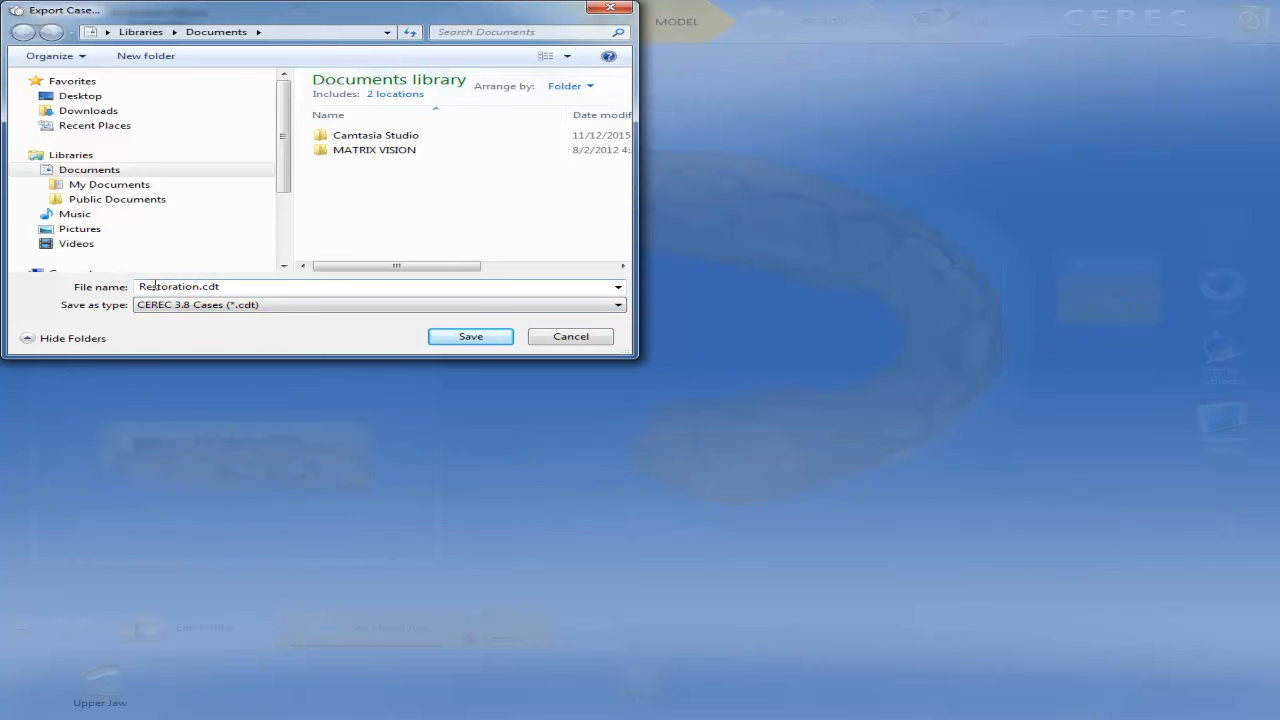 Export Case...
MODEL
CEREC
Libraries
Documents
Search Documents
Organize
New folder
Favorites
Desktop
Downloads
Recent Places
Libraries
Documents
My Documents
Public Documents
Music
Pictures
Videos
Documents library
Includes: 2 locations
Arrange by: Folder
Name
Date modif
Camtasia Studio
11/12/2015
MATRIX VISION
8/2/2012 4:
File name:
Restoration.cdt
Save as type:
CEREC 3.8 Cases (*.cdt)
Hide Folders
Save
Cancel
Upper Jaw